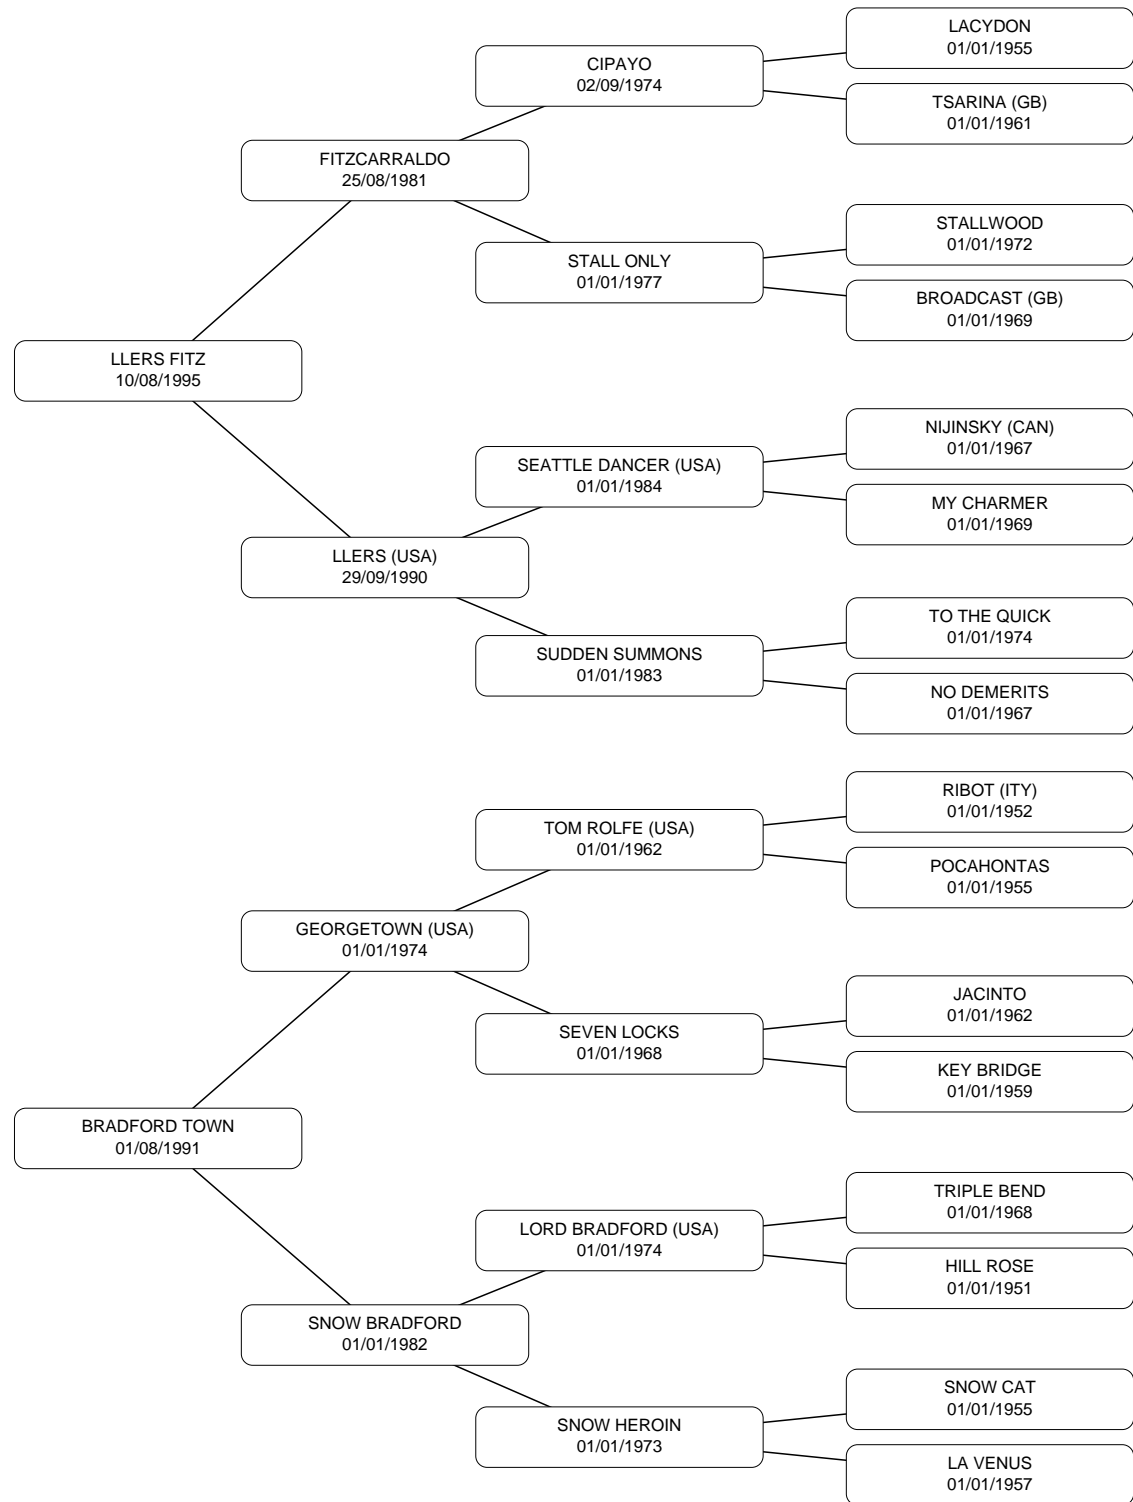 LACYDON
01/01/1955
CIPAYO
02/09/1974
TSARINA (GB)
01/01/1961
FITZCARRALDO
25/08/1981
STALLWOOD
01/01/1972
STALL ONLY
01/01/1977
BROADCAST (GB)
01/01/1969
LLERS FITZ
10/08/1995
NIJINSKY (CAN)
01/01/1967
SEATTLE DANCER (USA)
01/01/1984
MY CHARMER
01/01/1969
LLERS (USA)
29/09/1990
TO THE QUICK
01/01/1974
SUDDEN SUMMONS
01/01/1983
NO DEMERITS
01/01/1967
RIBOT (ITY)
01/01/1952
TOM ROLFE (USA)
01/01/1962
POCAHONTAS
01/01/1955
GEORGETOWN (USA)
01/01/1974
JACINTO
01/01/1962
SEVEN LOCKS
01/01/1968
KEY BRIDGE
01/01/1959
BRADFORD TOWN
01/08/1991
TRIPLE BEND
01/01/1968
LORD BRADFORD (USA)
01/01/1974
HILL ROSE
01/01/1951
SNOW BRADFORD
01/01/1982
SNOW CAT
01/01/1955
SNOW HEROIN
01/01/1973
LA VENUS
01/01/1957